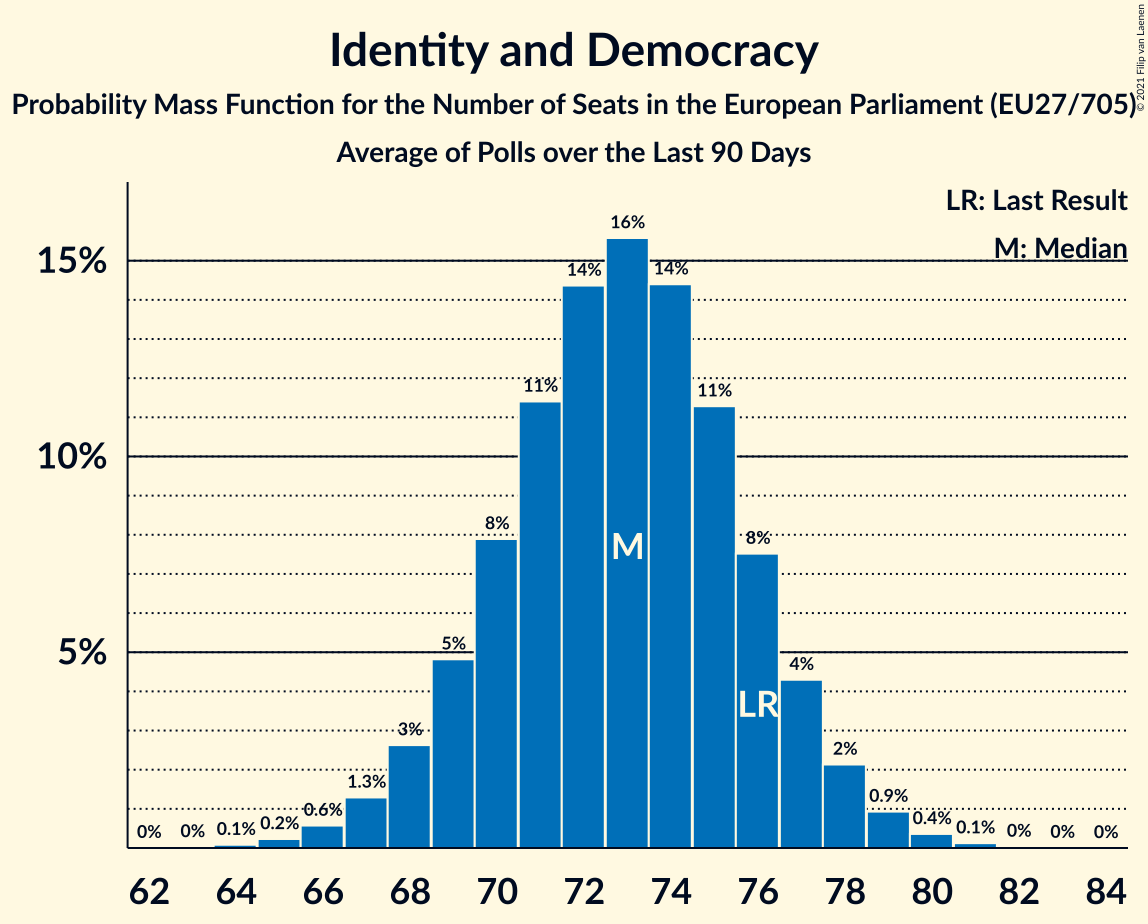 Identity and Democracy
Probability Mass Function for the Number of Seats in the European Parliament (EU27/705)
Average of Polls over the Last 90 Days
© 2021 Filip van Laenen
LR: Last Result
M: Median
15%
10%
5%
0%
0%
0.1%
0.2%
0.6%
1.3%
3%
5%
8%
11%
14%
16%
14%
11%
8%
4%
2%
0.9%
0.4%
0.1%
0%
0%
0%
M
LR
62 64 66 68 70 72 74 76 78 80 82 84